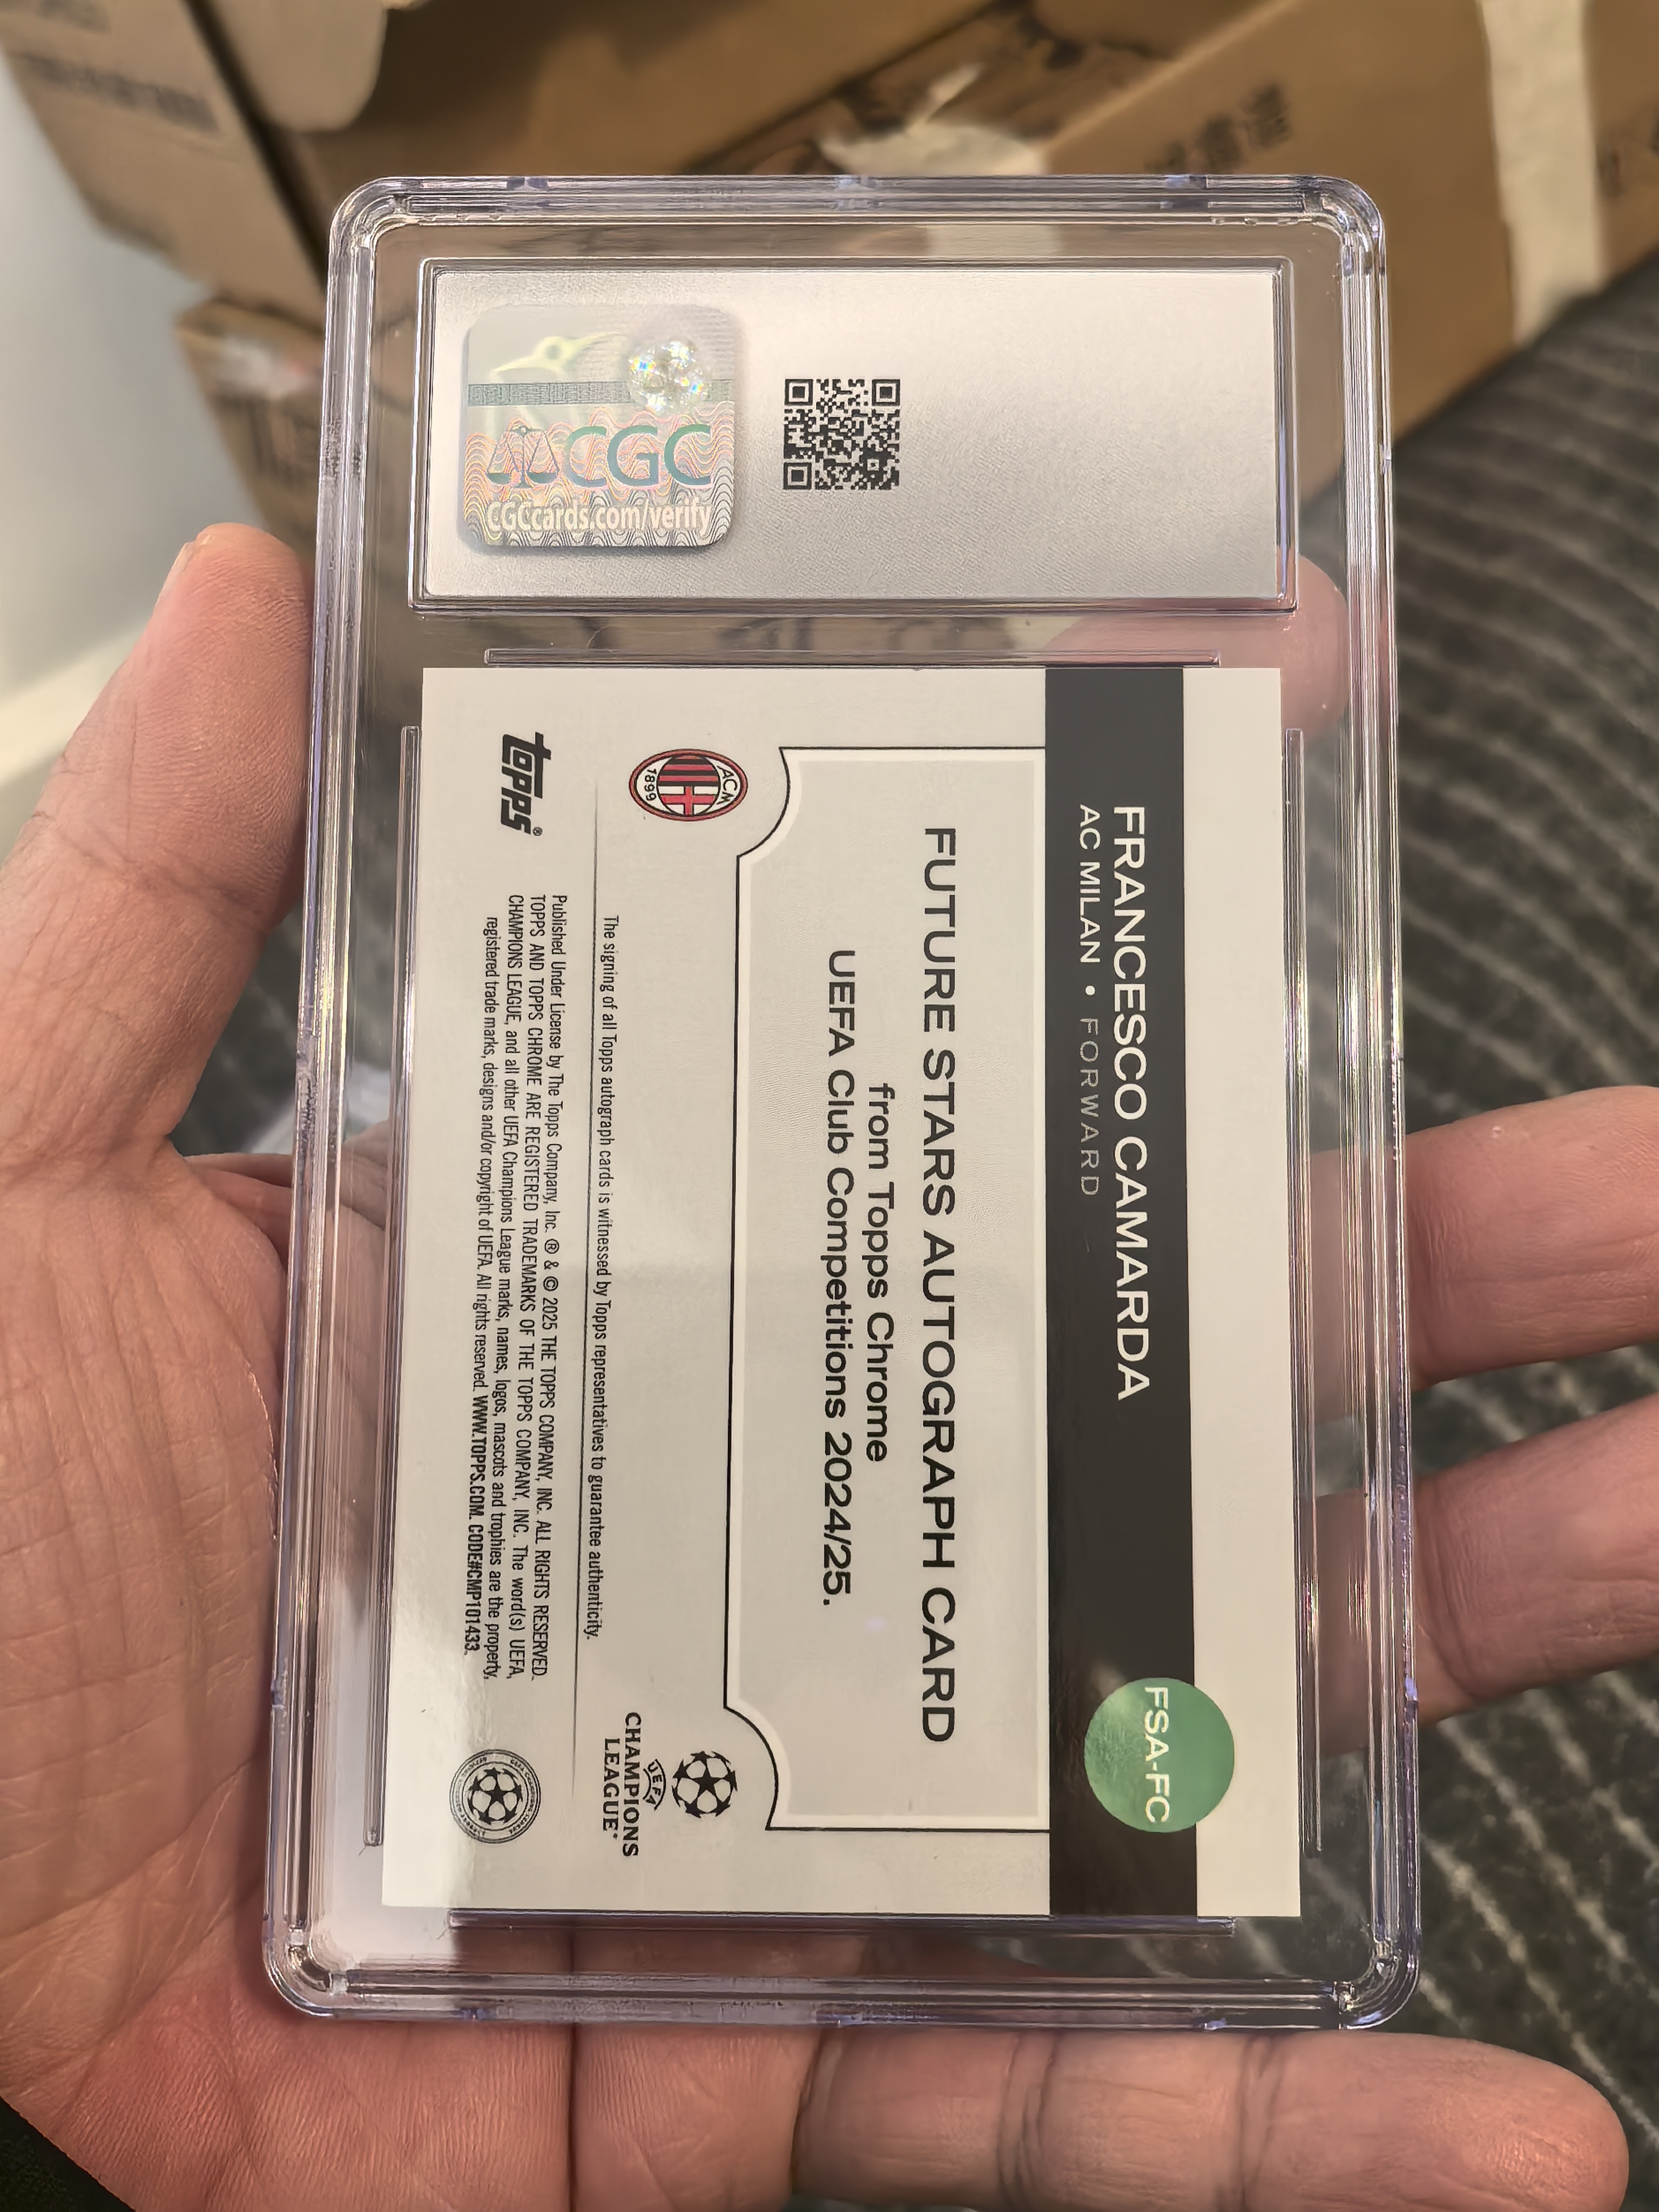 CGC
CGCcards.com/verify
FRANCESCO CAMARDA
AC MILAN • FORWARD
FSA-FC
FUTURE STARS AUTOGRAPH CARD
from Topps Chrome
UEFA Club Competitions 2024/25.
ACM
1899
UEFA
CHAMPIONS
LEAGUE
The signing of all Topps autograph cards is witnessed by Topps representatives to guarantee authenticity.
topps®
Published Under License by The Topps Company, Inc. ® & © 2025 THE TOPPS COMPANY, INC. ALL RIGHTS RESERVED.
TOPPS AND TOPPS CHROME ARE REGISTERED TRADEMARKS OF THE TOPPS COMPANY, INC. The word(s) UEFA,
CHAMPIONS LEAGUE, and all other UEFA Champions League marks, names, logos, mascots and trophies are the property,
registered trade marks, designs and/or copyright of UEFA. All rights reserved. WWW.TOPPS.COM. CODE#CMP101433.